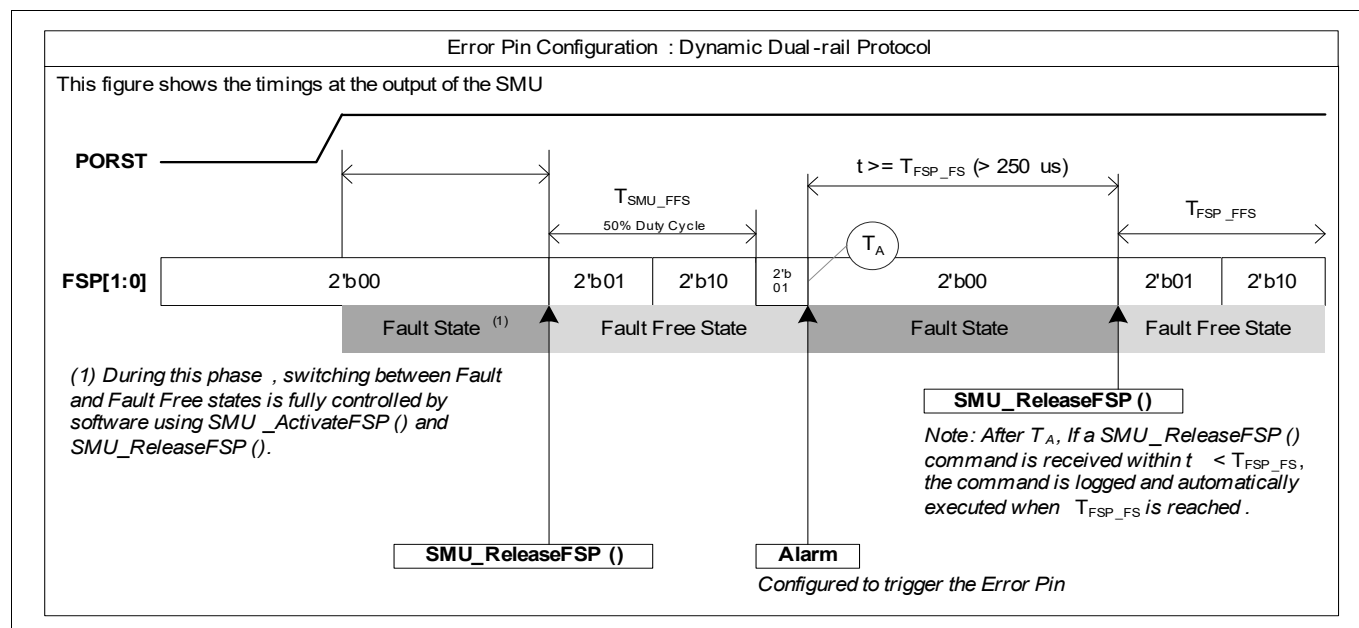 Error Pin Configuration : Dynamic Dual-rail Protocol
This figure shows the timings at the output of the SMU
PORST
t >= TFSP_FS (> 250 us)
TSMU_FFS
50% Duty Cycle
TFSP_FFS
TA
FSP[1:0]
2'b00
2'b01
2'b10
2'b
01
2'b00
2'b01
2'b10
Fault State (1)
Fault Free State
Fault State
Fault Free State
(1) During this phase , switching between Fault
and Fault Free states is fully controlled by
software using SMU _ActivateFSP () and
SMU_ReleaseFSP ().
SMU_ReleaseFSP ()
Note: After TA, If a SMU_ReleaseFSP ()
command is received within t < TFSP_FS,
the command is logged and automatically
executed when TFSP_FS is reached .
SMU_ReleaseFSP ()
Alarm
Configured to trigger the Error Pin